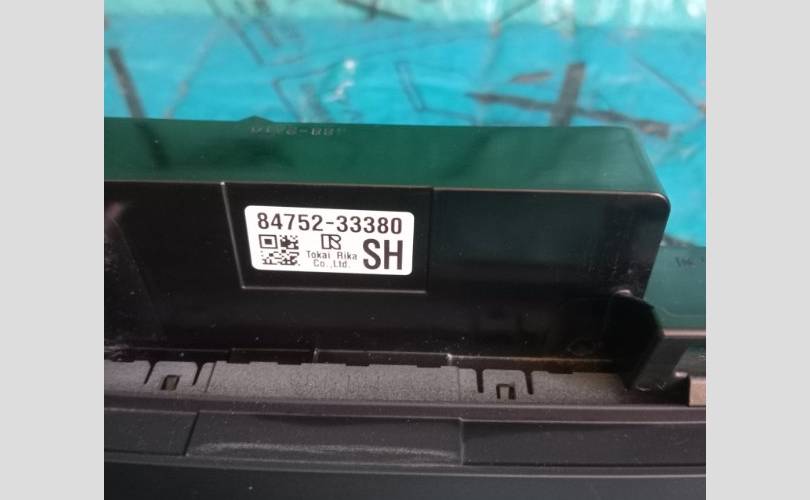 84752-33380
Tokai Rika
Co.,Ltd.
SH